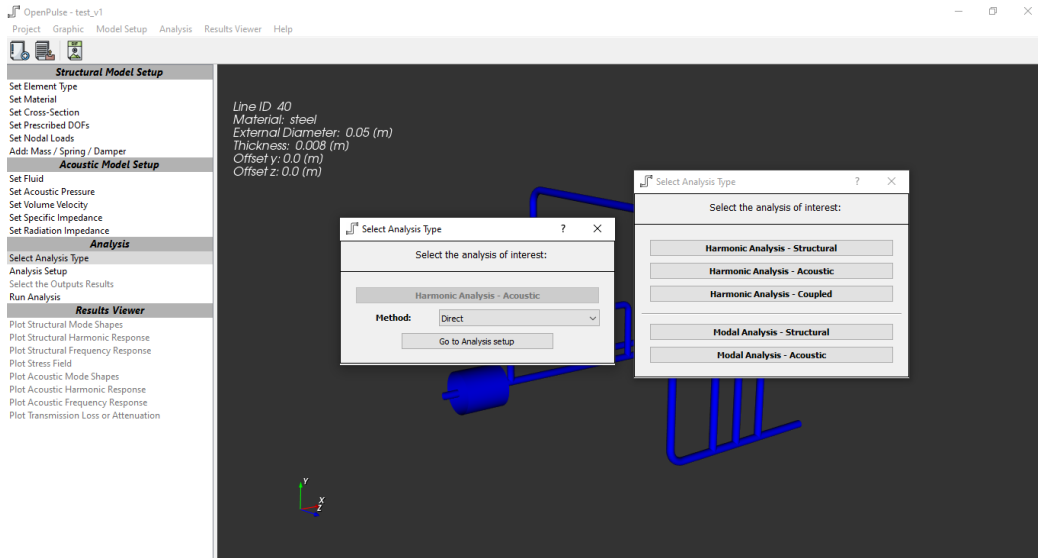 OpenPulse - test_v1
Project Graphic Model Setup Analysis Results Viewer Help
Structural Model Setup
Set Element Type
Set Material
Set Cross-Section
Set Prescribed DOFs
Set Nodal Loads
Add: Mass / Spring / Damper
Acoustic Model Setup
Set Fluid
Set Acoustic Pressure
Set Volume Velocity
Set Specific Impedance
Set Radiation Impedance
Analysis
Select Analysis Type
Analysis Setup
Select the Outputs Results
Run Analysis
Results Viewer
Plot Structural Mode Shapes
Plot Structural Harmonic Response
Plot Structural Frequency Response
Plot Stress Field
Plot Acoustic Mode Shapes
Plot Acoustic Harmonic Response
Plot Acoustic Frequency Response
Plot Transmission Loss or Attenuation
Line ID 40
Material: steel
External Diameter: 0.05 (m)
Thickness: 0.008 (m)
Offset y: 0.0 (m)
Offset z: 0.0 (m)
Select Analysis Type ?
Select the analysis of interest:
Harmonic Analysis - Acoustic
Method: Direct
Go to Analysis setup
Select Analysis Type ?
Select the analysis of interest:
Harmonic Analysis - Structural
Harmonic Analysis - Acoustic
Harmonic Analysis - Coupled
Modal Analysis - Structural
Modal Analysis - Acoustic
Y
X
Z